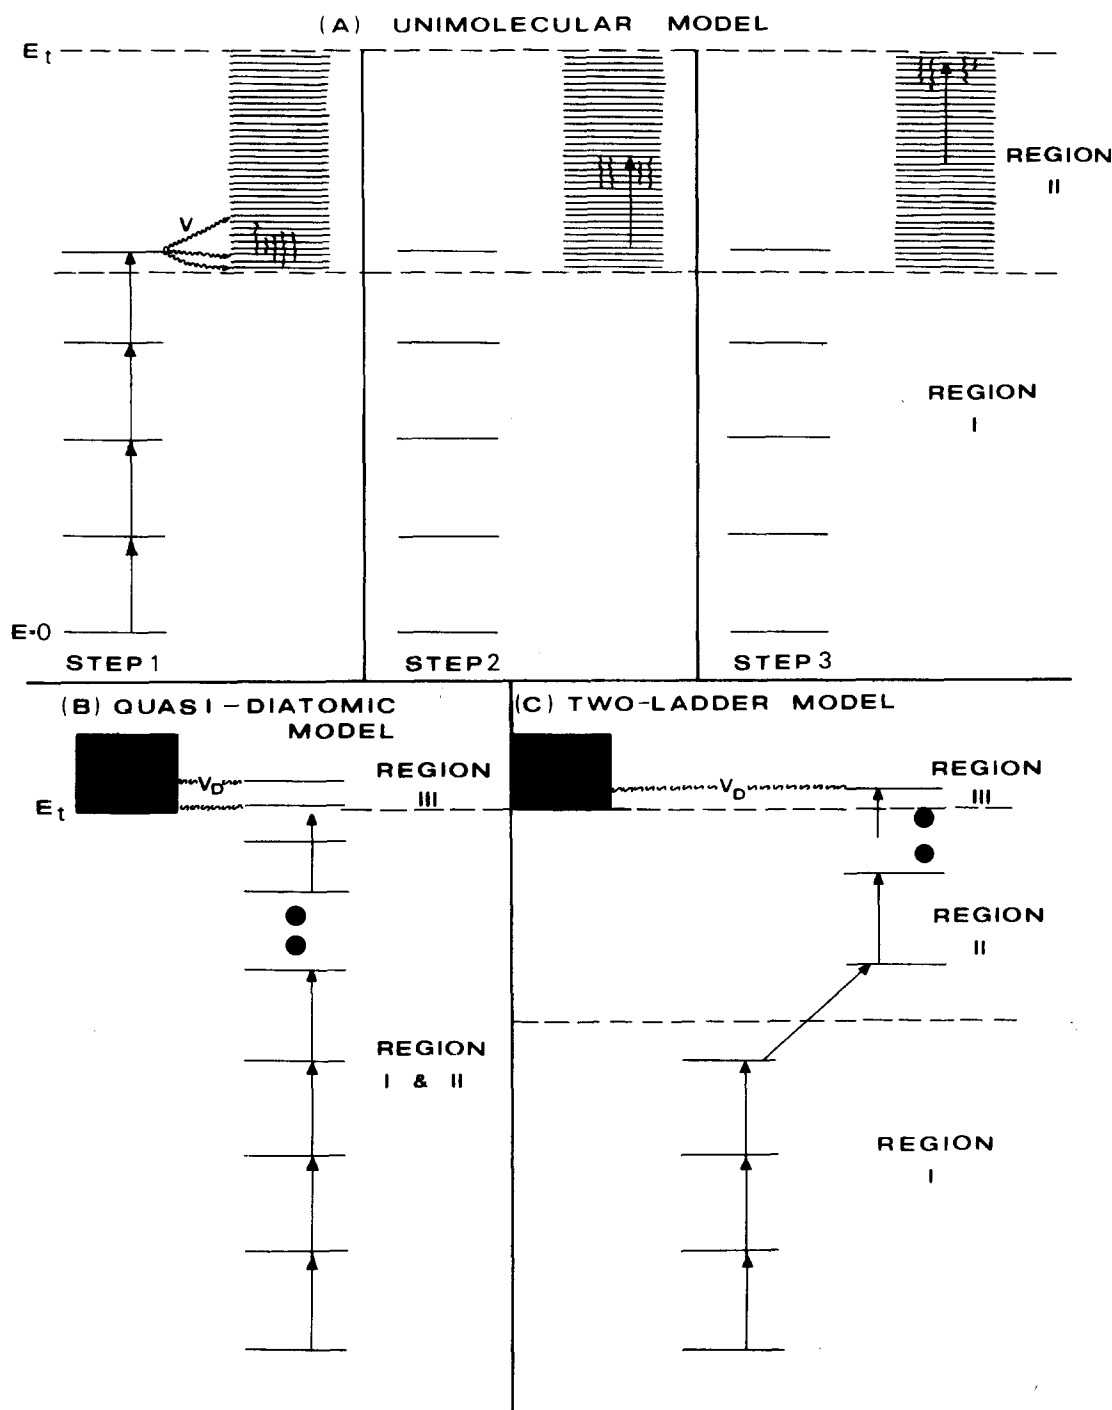 (A) UNIMOLECULAR MODEL
Et
V
REGION
II
REGION
I
E=0
STEP 1
STEP 2
STEP 3
(B) QUASI-DIATOMIC
MODEL
(C) TWO-LADDER MODEL
VD
REGION
III
Et
VD
REGION
III
REGION
II
REGION
I & II
REGION
I